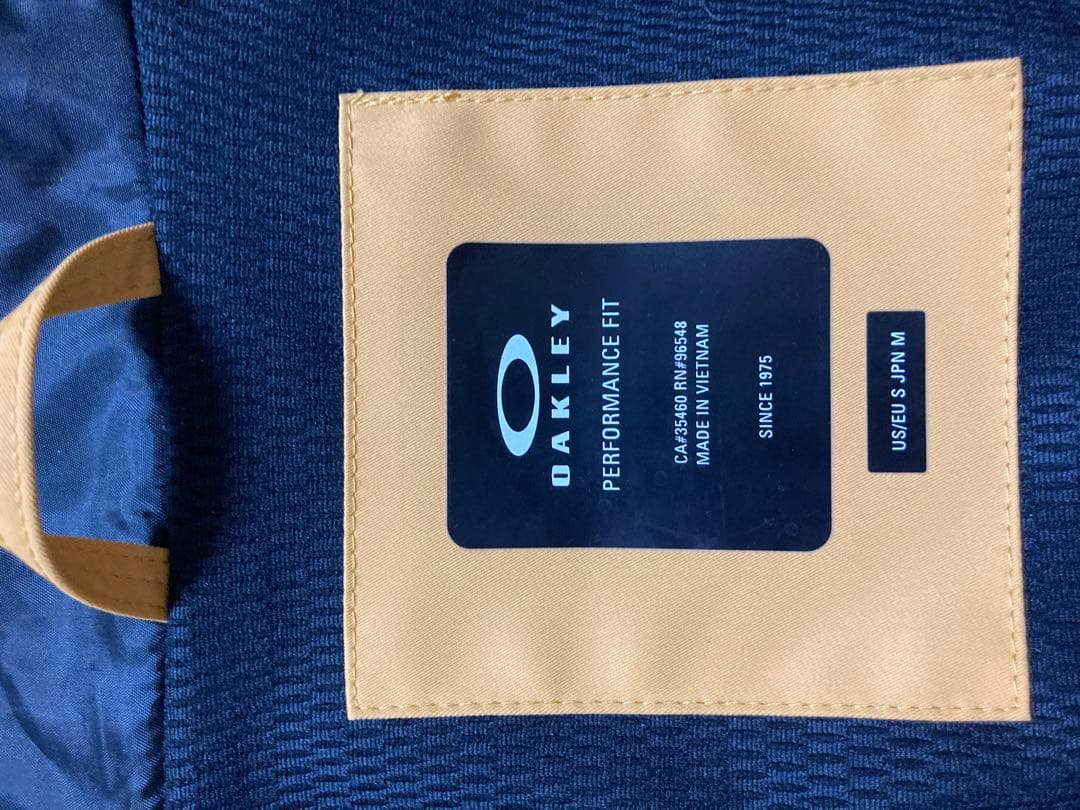 OAKLEY
PERFORMANCE FIT
CA#35460 RN#96548
MADE IN VIETNAM
SINCE 1975
US/EU S JPN M